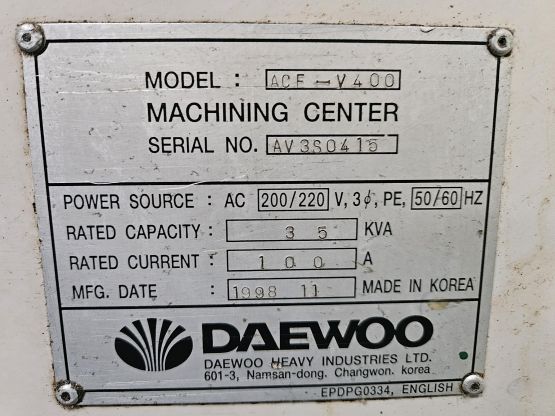 MODEL : ACE-V400
MACHINING CENTER
SERIAL NO. AV3S0415
POWER SOURCE : AC 200/220 V, 3ϕ, PE, 50/60 HZ
RATED CAPACITY : 35 KVA
RATED CURRENT : 100 A
MFG. DATE : 1998 11 MADE IN KOREA
DAEWOO
DAEWOO HEAVY INDUSTRIES LTD.
601-3, Namsan-dong. Changwon. korea
EPDPG0334, ENGLISH